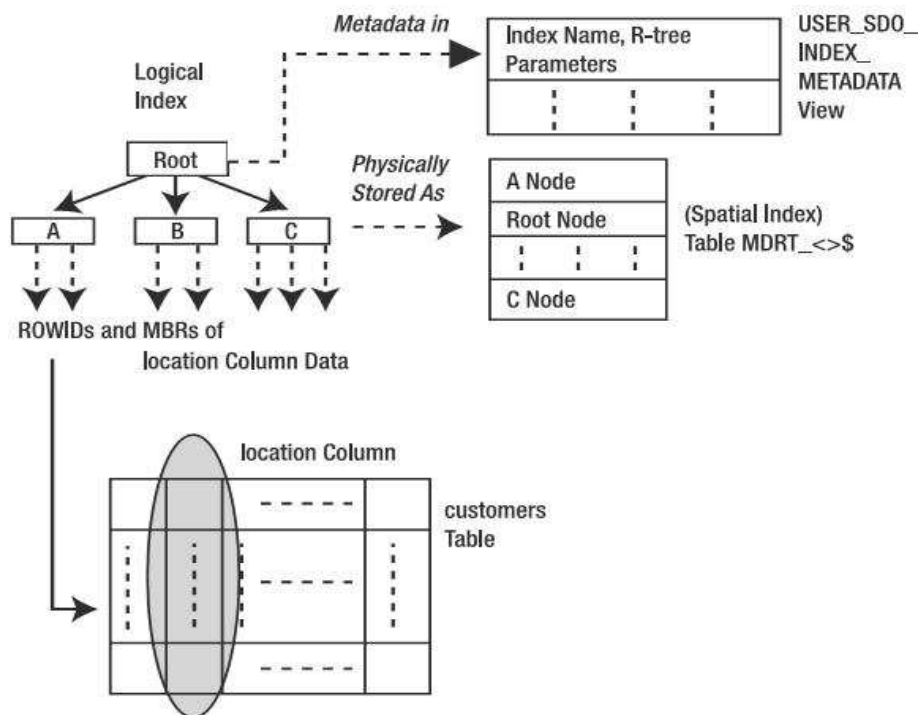 Metadata in
Index Name, R-tree
Parameters
USER_SDO_
INDEX_
METADATA
View
Logical
Index
Root
A
B
C
Physically
Stored As
A Node
Root Node
C Node
(Spatial Index)
Table MDRT_<>$
ROWIDs and MBRs of
location Column Data
location Column
customers
Table